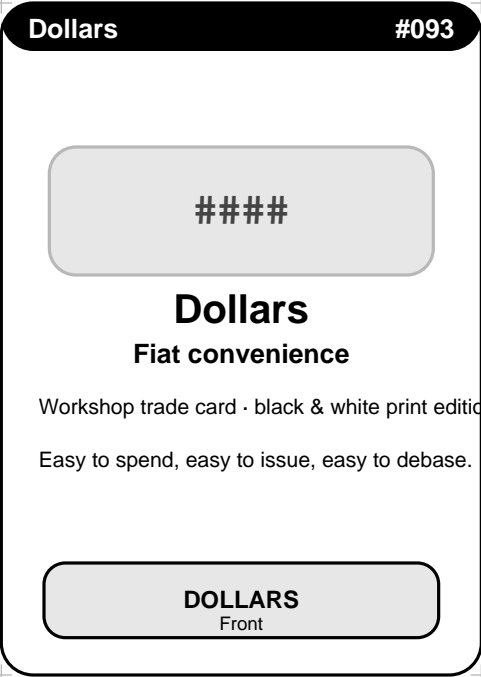 Dollars #093
####
Dollars
Fiat convenience
Workshop trade card · black & white print editio
Easy to spend, easy to issue, easy to debase.
DOLLARS
Front